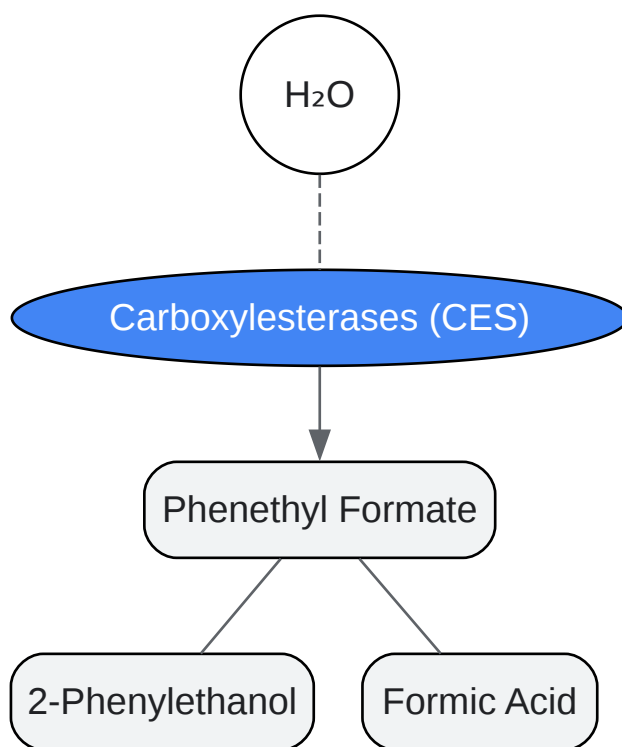 H₂O
Carboxylesterases (CES)
Phenethyl Formate
2-Phenylethanol
Formic Acid